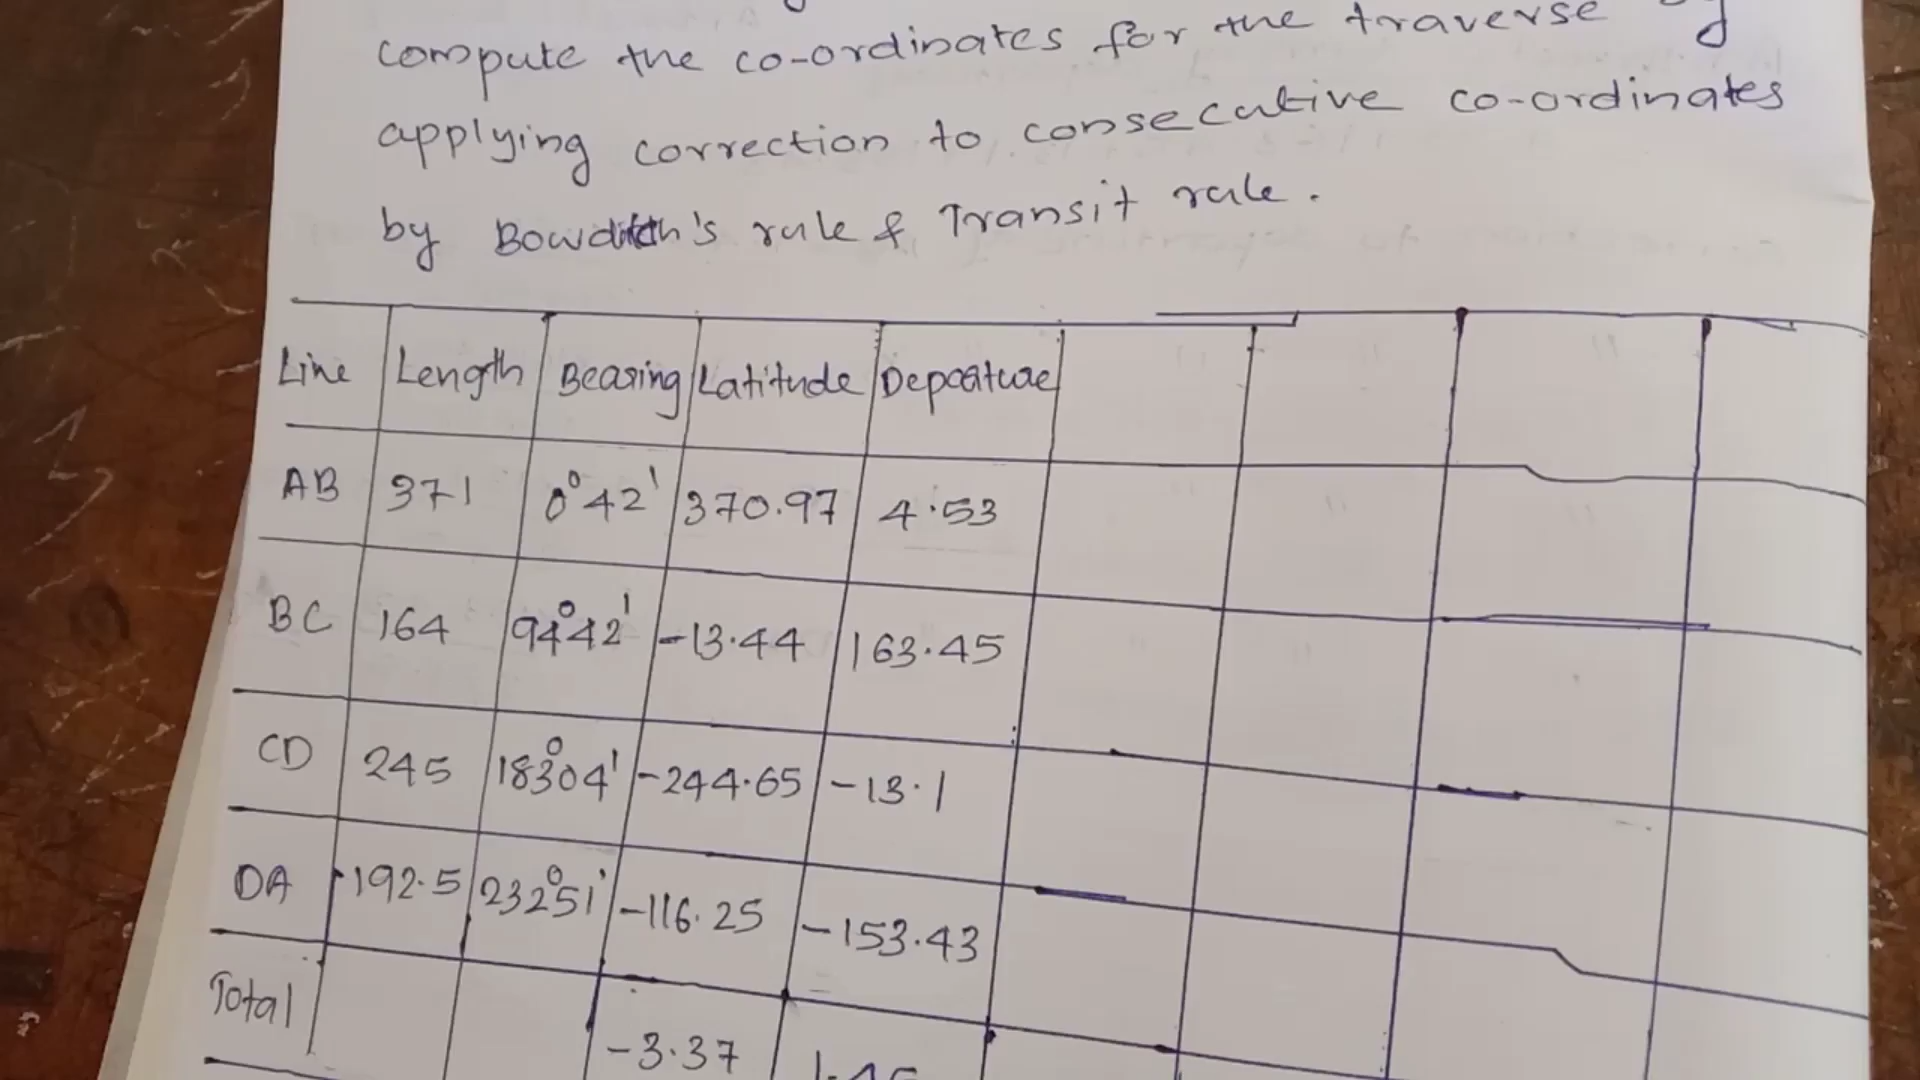 compute the co-ordinates for the traverse by
applying correction to consecutive co-ordinates
by Bowditch's rule & Transit rule.
Line Length Bearing Latitude Departure
AB 371 0°42' 370.97 4.53
BC 164 94°42' -13.44 163.45
CD 245 183°04' -244.65 -13.1
DA 192.5 232°51' -116.25 -153.43
Total -3.37